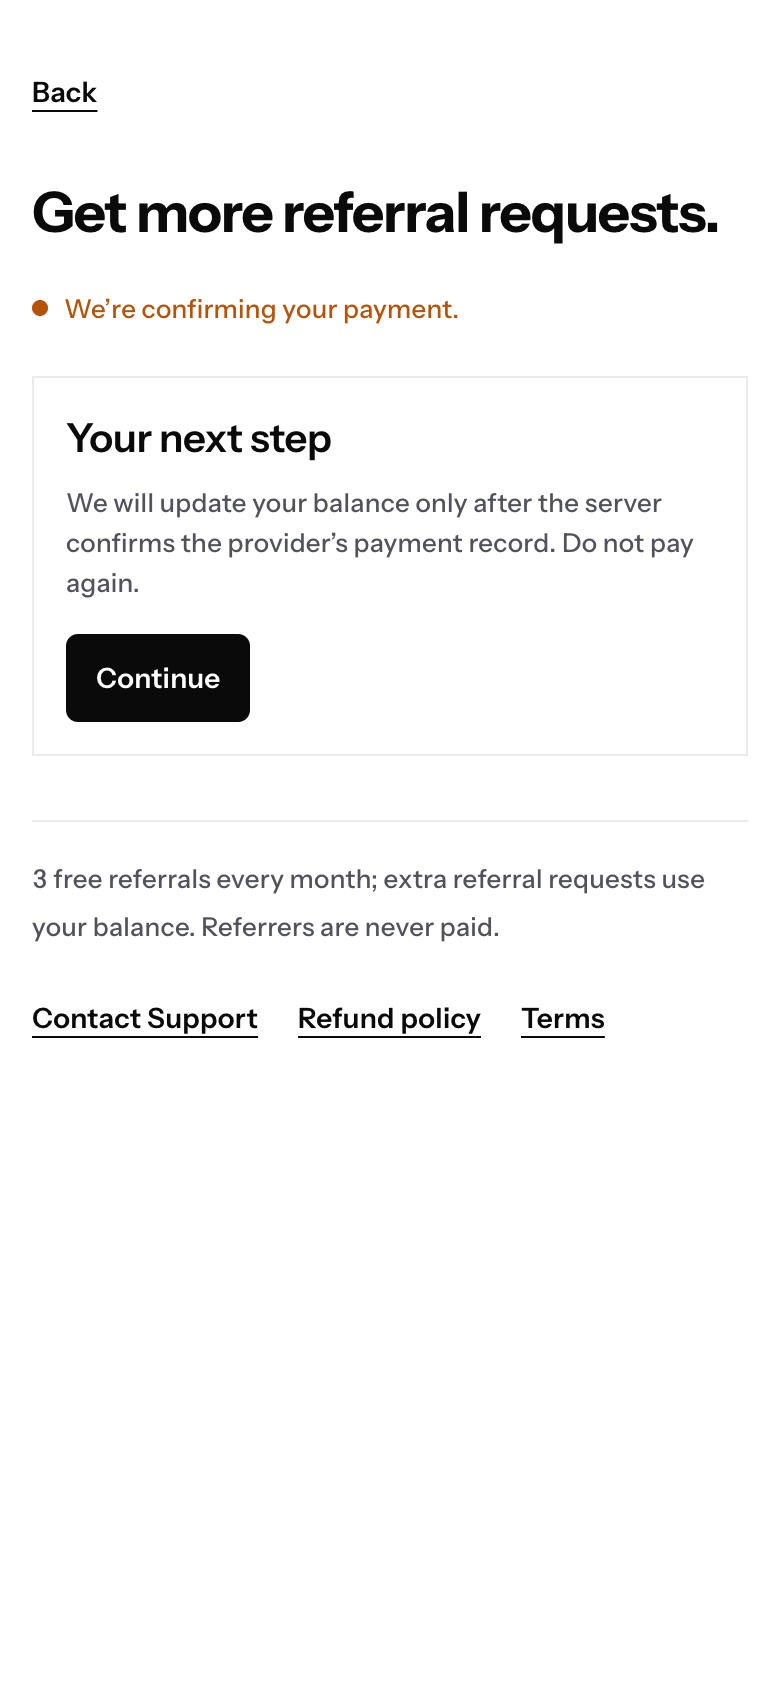 Back
Get more referral requests.
We’re confirming your payment.
Your next step
We will update your balance only after the server
confirms the provider’s payment record. Do not pay
again.
Continue
3 free referrals every month; extra referral requests use
your balance. Referrers are never paid.
Contact Support Refund policy Terms